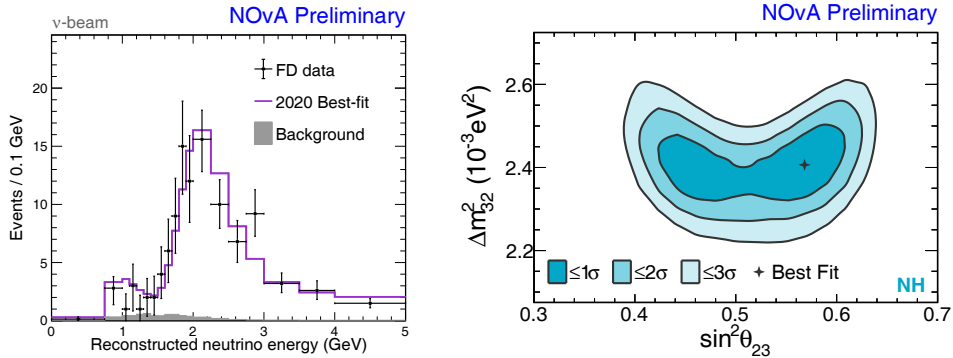 ν-beam
NOvA Preliminary
FD data
2020 Best-fit
Background
Events / 0.1 GeV
20
15
10
5
0
0 1 2 3 4 5
Reconstructed neutrino energy (GeV)
NOvA Preliminary
Δm²₃₂ (10⁻³eV²)
2.6
2.4
2.2
≤1σ ≤2σ ≤3σ Best Fit
NH
0.3 0.4 0.5 0.6 0.7
sin²θ₂₃